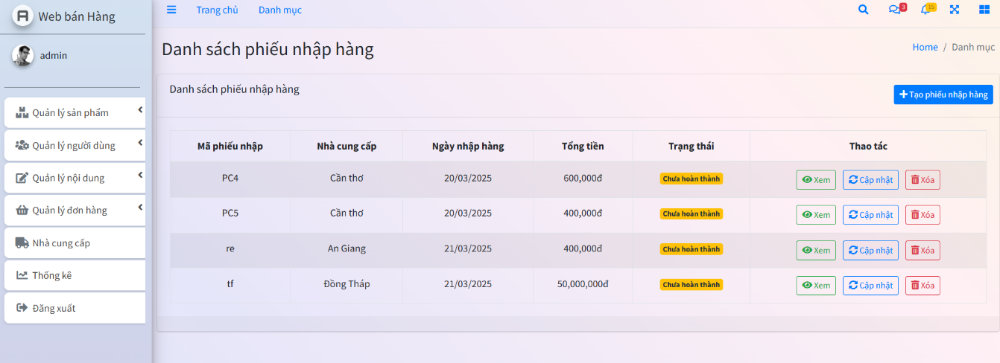 Web bán Hàng
admin
Quản lý sản phẩm
Quản lý người dùng
Quản lý nội dung
Quản lý đơn hàng
Nhà cung cấp
Thống kê
Đăng xuất
Trang chủ Danh mục
3 15
Danh sách phiếu nhập hàng
Home / Danh mục
Danh sách phiếu nhập hàng
Tạo phiếu nhập hàng
Mã phiếu nhập Nhà cung cấp Ngày nhập hàng Tổng tiền Trạng thái Thao tác
PC4 Cần thơ 20/03/2025 600,000đ Chưa hoàn thành Xem Cập nhật Xóa
PC5 Cần thơ 20/03/2025 400,000đ Chưa hoàn thành Xem Cập nhật Xóa
re An Giang 21/03/2025 400,000đ Chưa hoàn thành Xem Cập nhật Xóa
tf Đồng Tháp 21/03/2025 50,000,000đ Chưa hoàn thành Xem Cập nhật Xóa